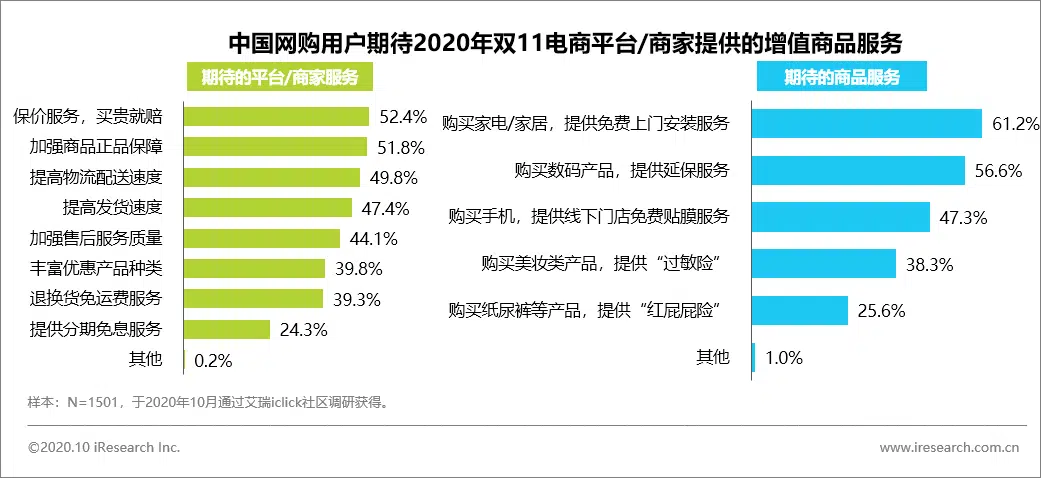 中国网购用户期待2020年双11电商平台/商家提供的增值商品服务
期待的平台/商家服务
保价服务，买贵就赔 52.4%
加强商品正品保障 51.8%
提高物流配送速度 49.8%
提高发货速度 47.4%
加强售后服务质量 44.1%
丰富优惠产品种类 39.8%
退换货免运费服务 39.3%
提供分期免息服务 24.3%
其他 0.2%
期待的商品服务
购买家电/家居，提供免费上门安装服务 61.2%
购买数码产品，提供延保服务 56.6%
购买手机，提供线下门店免费贴膜服务 47.3%
购买美妆类产品，提供“过敏险” 38.3%
购买纸尿裤等产品，提供“红屁屁险” 25.6%
其他 1.0%
样本：N=1501，于2020年10月通过艾瑞iclick社区调研获得。
©2020.10 iResearch Inc.
www.iresearch.com.cn